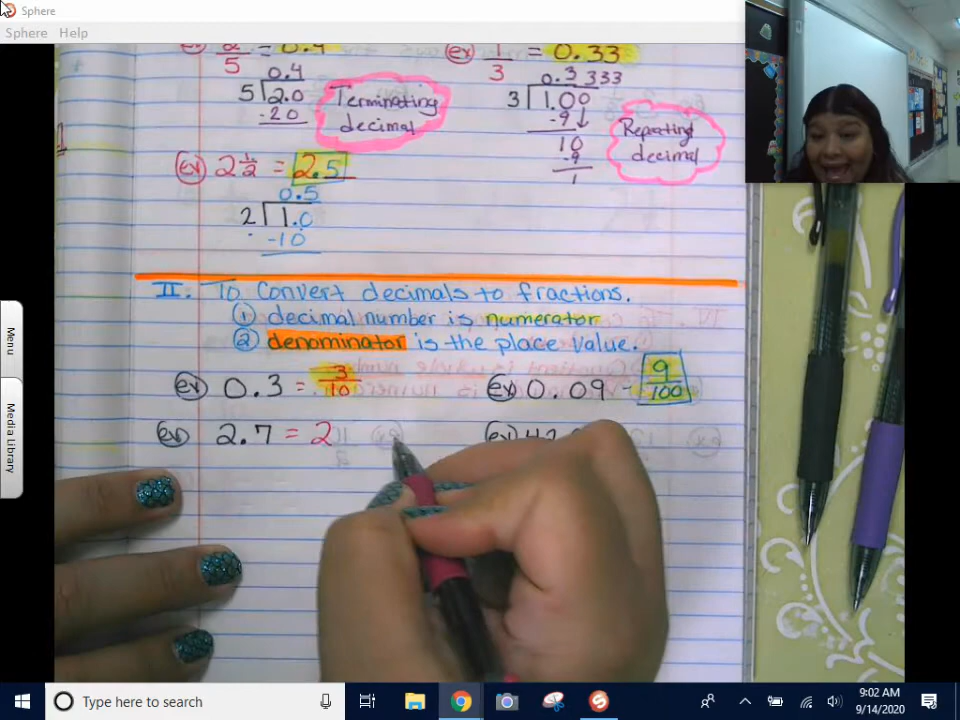 Sphere
Sphere Help
2/5 = 0.4
ex 1/3 = 0.33
0.4
5 2.0
-20
Terminating decimal
0.3333
3 1.00
-9
10
-9
1
Repeating decimal
ex 2 1/2 = 2.5
0.5
2 1.0
-10
II. To Convert decimals to fractions.
① decimal number is numerator
② denominator is the place value.
ex 0.3 = 3/10
ex 0.09 - 9/100
ex 2.7 = 2
Menu
Media Library
Type here to search
9:02 AM
9/14/2020